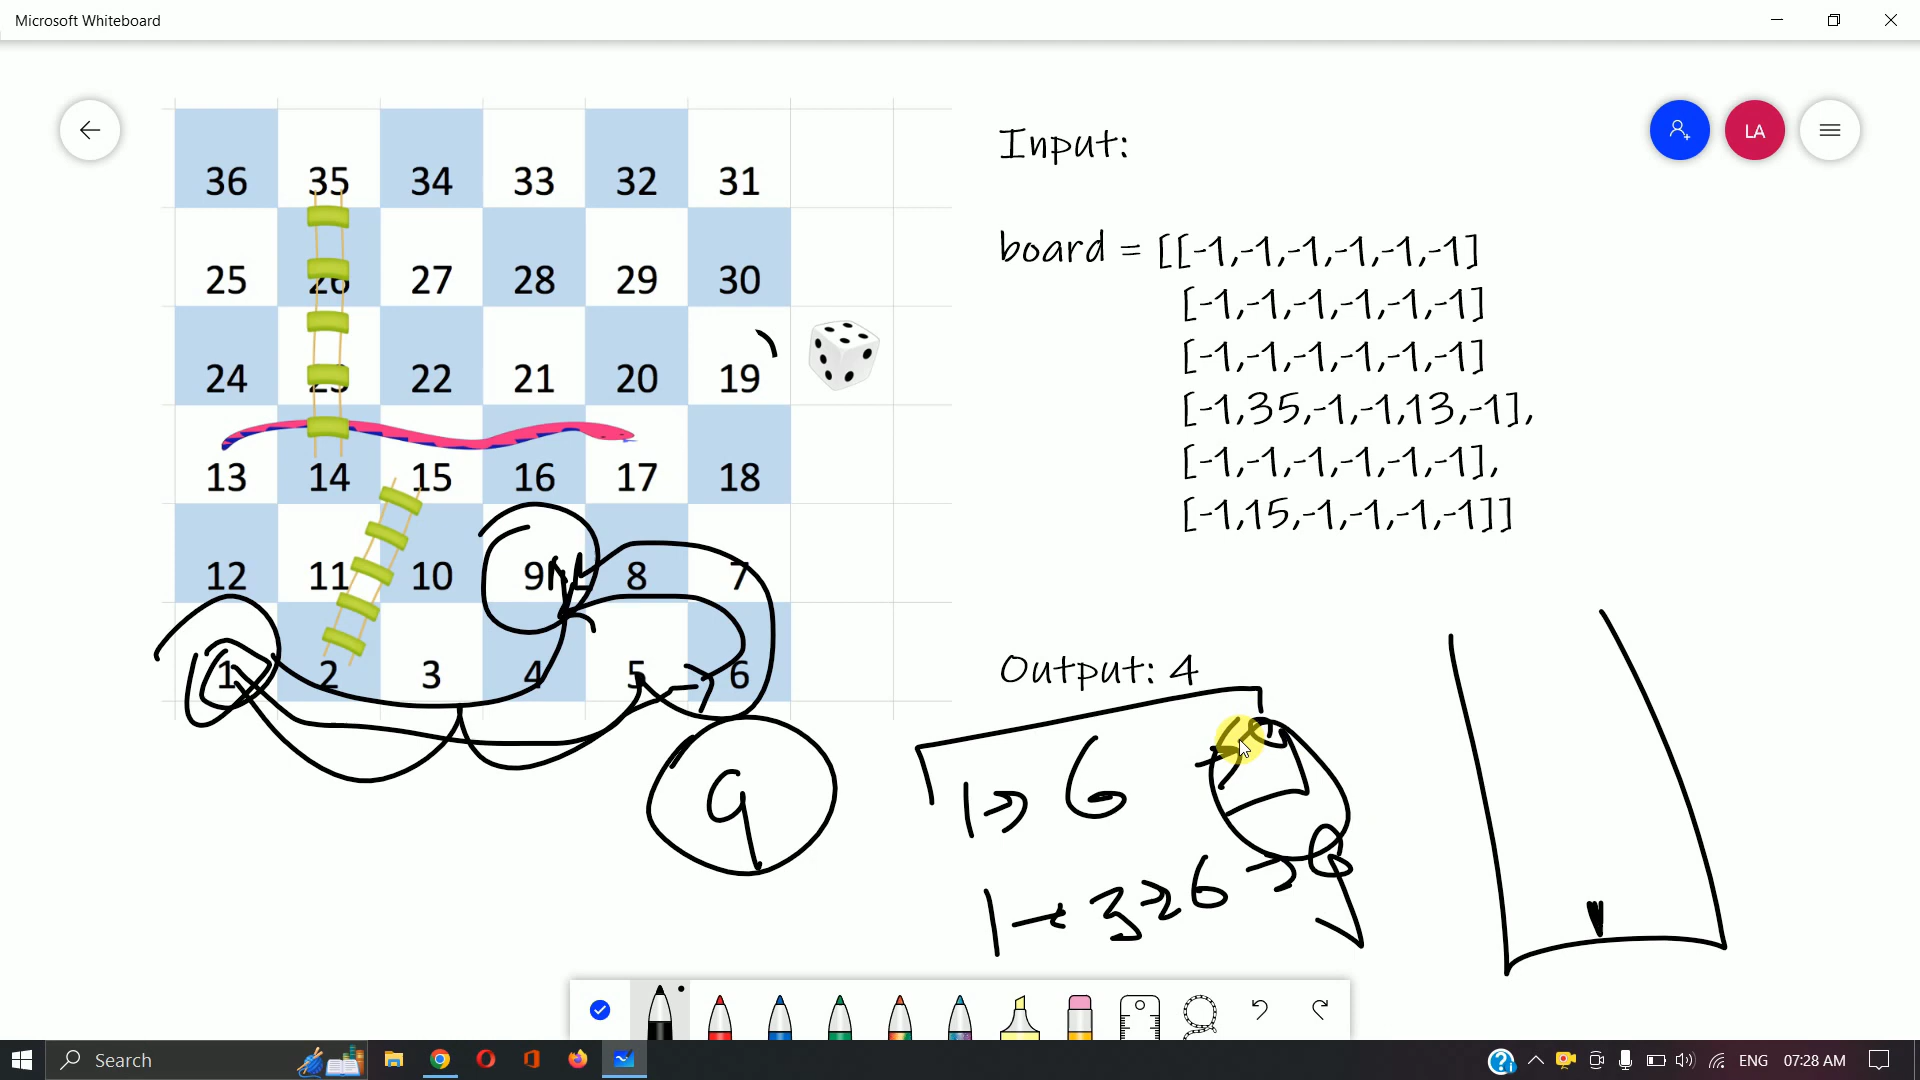 Microsoft Whiteboard
LA
36 35 34 33 32 31
25 26 27 28 29 30
24 23 22 21 20 19
13 14 15 16 17 18
12 11 10 9 8 7
1 2 3 4 5 6
Input:
board = [[-1,-1,-1,-1,-1,-1]
[-1,-1,-1,-1,-1,-1]
[-1,-1,-1,-1,-1,-1]
[-1,35,-1,-1,13,-1],
[-1,-1,-1,-1,-1,-1],
[-1,15,-1,-1,-1,-1]]
Output: 4
9
1 → 6
1 → 3 → 6 →
Search
ENG 07:28 AM